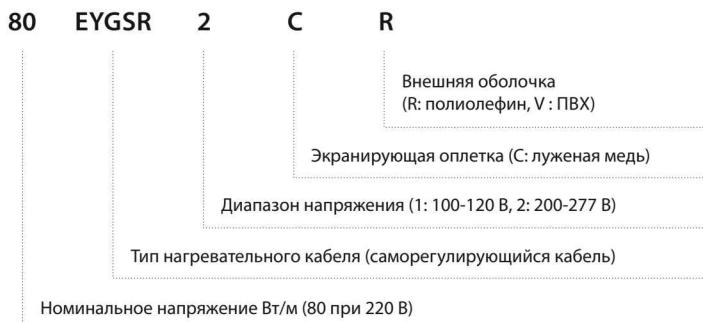 80 EYGSR 2 C R
Внешняя оболочка
(R: полиолефин, V : ПВХ)
Экранирующая оплетка (C: луженая медь)
Диапазон напряжения (1: 100-120 В, 2: 200-277 В)
Тип нагревательного кабеля (саморегулирующийся кабель)
Номинальное напряжение Вт/м (80 при 220 В)